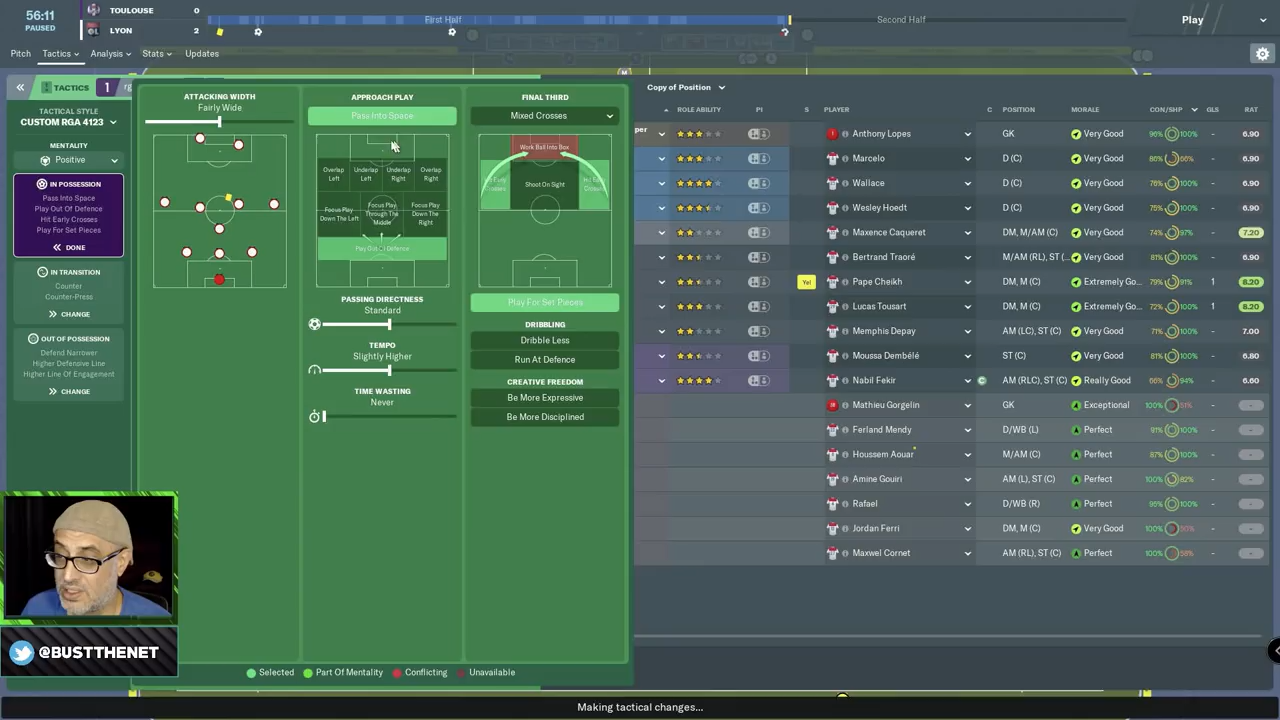 56:11
PAUSED
TOULOUSE 0
LYON 2
First Half
Second Half
Play
Pitch
Tactics
Analysis
Stats
Updates
TACTICS
1
TACTICAL STYLE
CUSTOM RGA 4123
MENTALITY
Positive
IN POSSESSION
Pass Into Space
Play Out Of Defence
Hit Early Crosses
Play For Set Pieces
DONE
IN TRANSITION
Counter
Counter-Press
CHANGE
OUT OF POSSESSION
Defend Narrower
Higher Defensive Line
Higher Line Of Engagement
CHANGE
ATTACKING WIDTH
Fairly Wide
APPROACH PLAY
Pass Into Space
Overlap Left
Underlap Left
Underlap Right
Overlap Right
Focus Play Down The Left
Focus Play Through The Middle
Focus Play Down The Right
PASSING DIRECTNESS
Standard
TEMPO
Slightly Higher
TIME WASTING
Never
FINAL THIRD
Mixed Crosses
Work Ball Into Box
Shoot On Sight
Play For Set Pieces
DRIBBLING
Dribble Less
Run At Defence
CREATIVE FREEDOM
Be More Expressive
Be More Disciplined
Selected
Part Of Mentality
Conflicting
Unavailable
Copy of Position
ROLE ABILITY PI S PLAYER C POSITION MORALE CON/SHP GLS RAT
Anthony Lopes GK Very Good 96% 100% - 6.90
Marcelo D (C) Very Good 86% 66% - 6.90
Wallace D (C) Very Good 76% 100% - 6.90
Wesley Hoedt D (C) Very Good 75% 100% - 6.90
Maxence Caqueret DM, M/AM (C) Very Good 74% 97% - 7.20
Bertrand Traoré M/AM (RL), ST (... Very Good 81% 100% - 6.90
Yel Pape Cheikh DM, M (C) Extremely Go... 79% 91% 1 8.20
Lucas Tousart DM, M (C) Extremely Go... 72% 100% 1 8.20
Memphis Depay AM (LC), ST (C) Very Good 71% 100% - 7.00
Moussa Dembélé ST (C) Very Good 81% 100% - 6.80
Nabil Fekir C AM (RLC), ST (C) Really Good 66% 94% - 6.60
Mathieu Gorgelin GK Exceptional 100% 51% - -
Ferland Mendy D/WB (L) Perfect 91% 100% - -
Houssem Aouar M/AM (C) Perfect 87% 100% - -
Amine Gouiri AM (L), ST (C) Perfect 100% 82% - -
Rafael D/WB (R) Perfect 95% 100% - -
Jordan Ferri DM, M (C) Very Good 100% - -
Maxwel Cornet AM (RL), ST (C) Perfect 100% 58% - -
@BUSTTHENET
Making tactical changes...